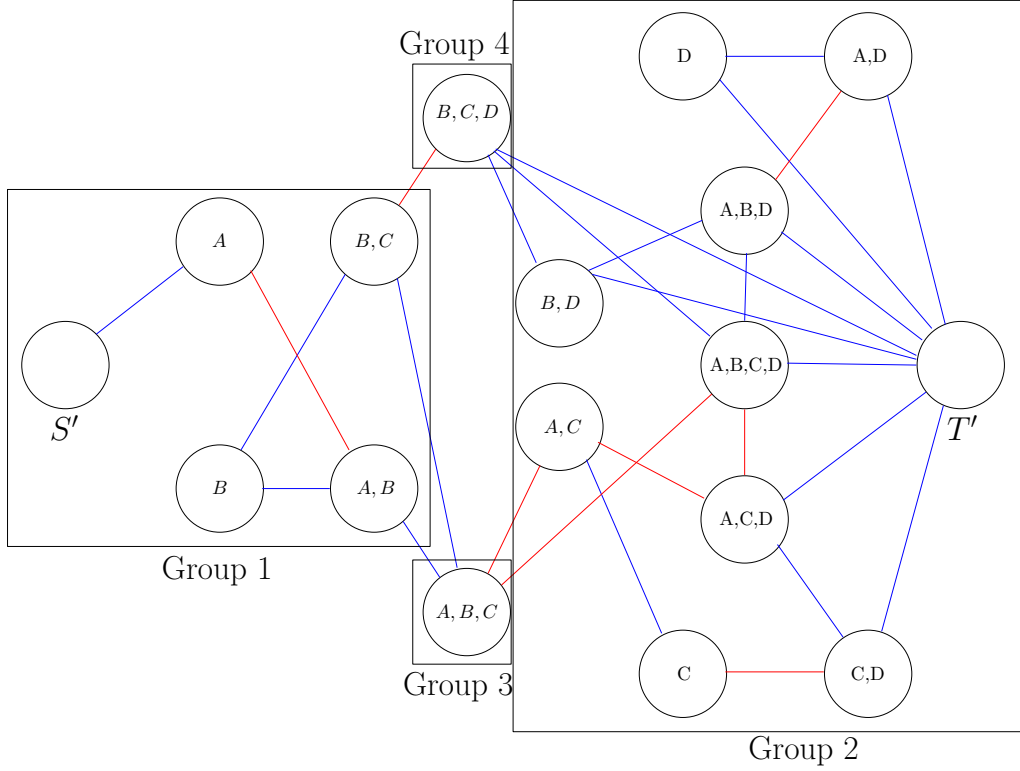 Group 4
D
A,D
B, C, D
A
B, C
A,B,D
B, D
S′
A,B,C,D
T′
A, C
B
A, B
A,C,D
Group 1
A, B, C
C
C,D
Group 3
Group 2